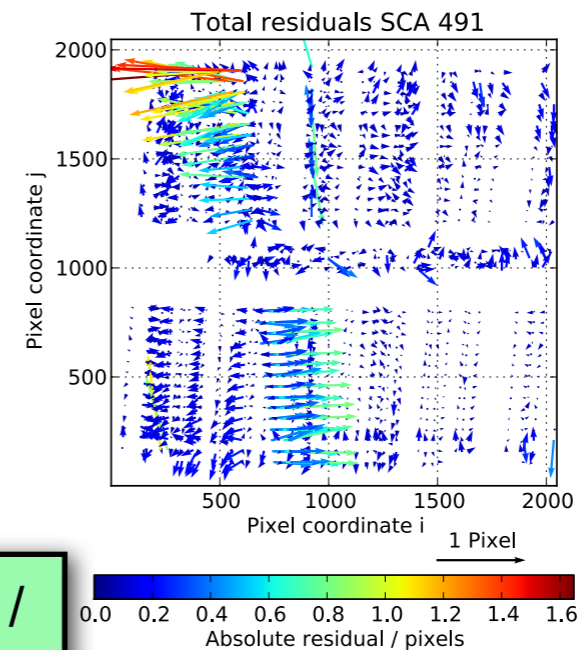 Total residuals SCA 491
2000
1500
1000
500
Pixel coordinate j
500 1000 1500 2000
Pixel coordinate i
1 Pixel
/
0.0 0.2 0.4 0.6 0.8 1.0 1.2 1.4 1.6
Absolute residual / pixels